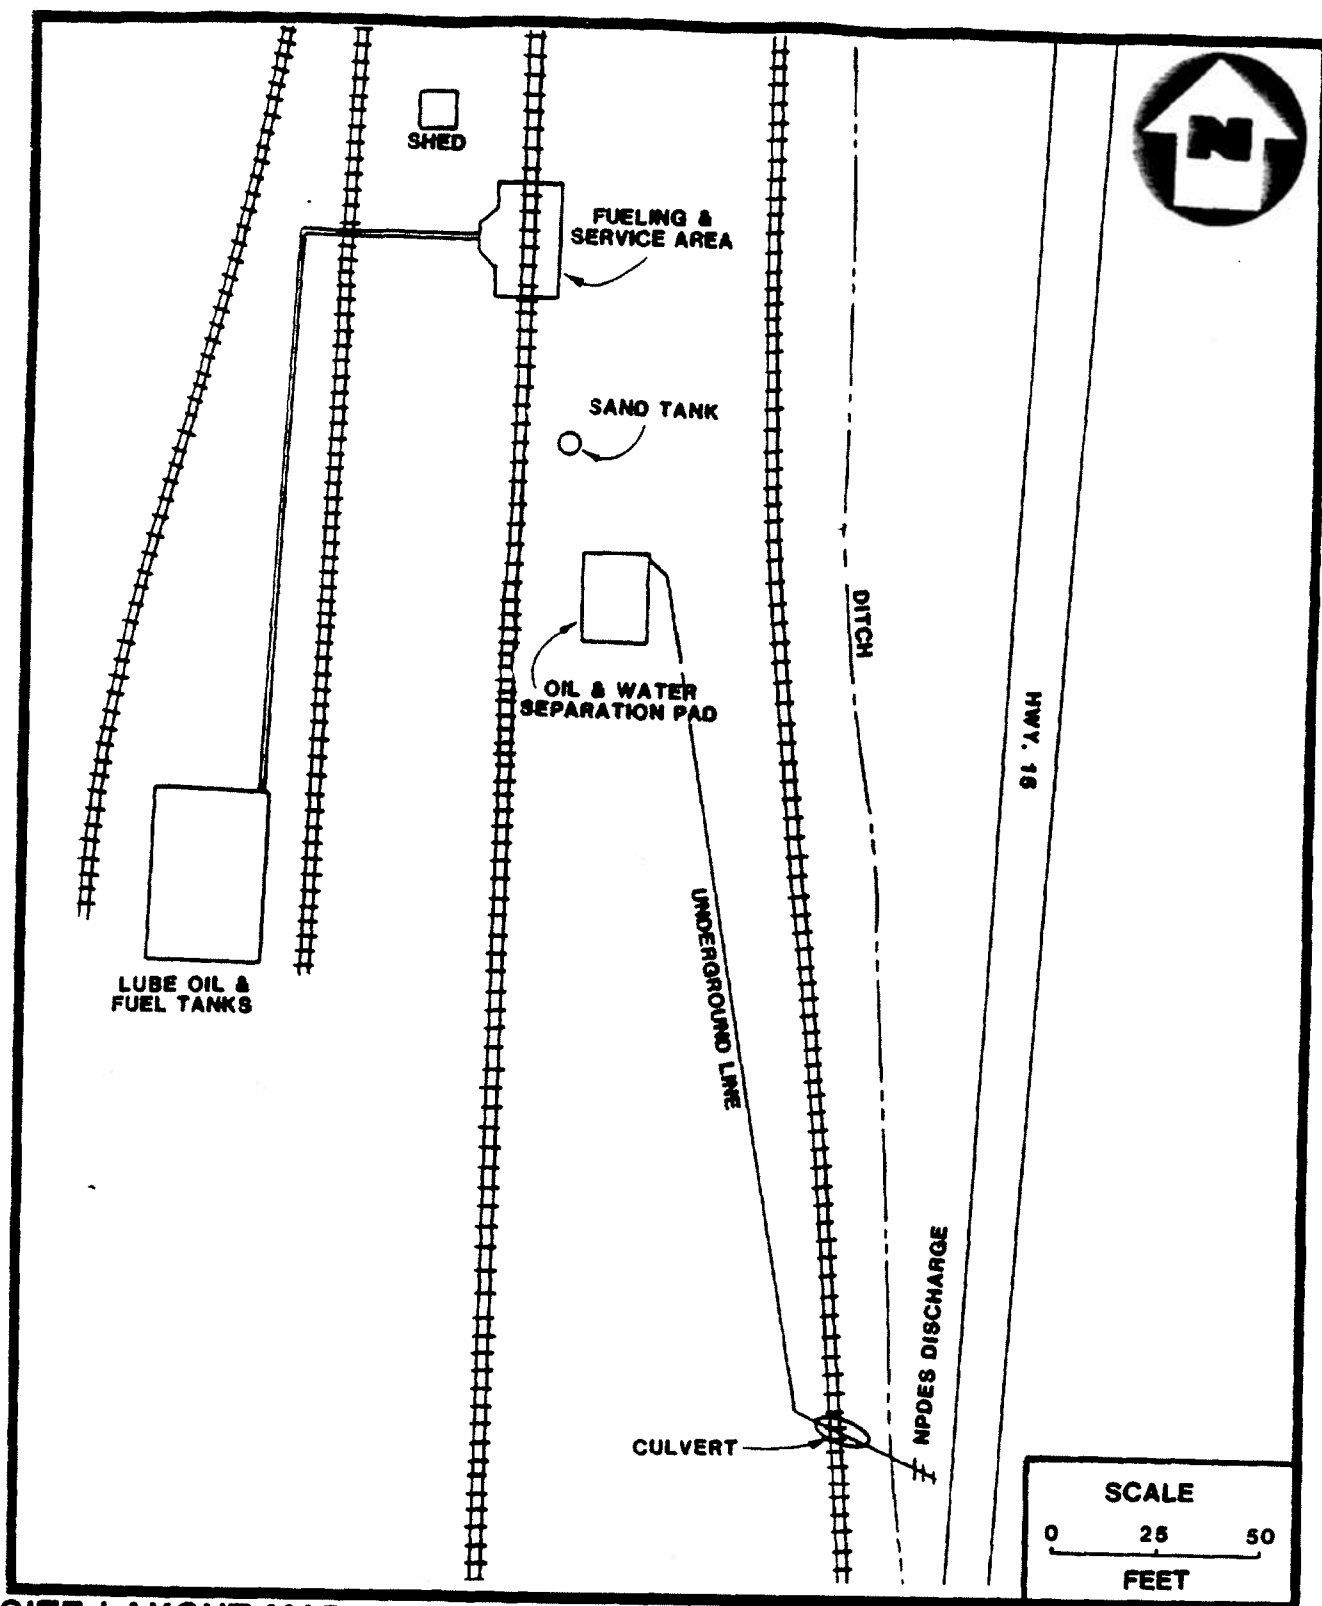 N
SHED
FUELING &
SERVICE AREA
SAND TANK
DITCH
OIL & WATER
SEPARATION PAD
HWY. 15
UNDERGROUND LINE
LUBE OIL &
FUEL TANKS
NPDES DISCHARGE
CULVERT
SCALE
0 25 50
FEET